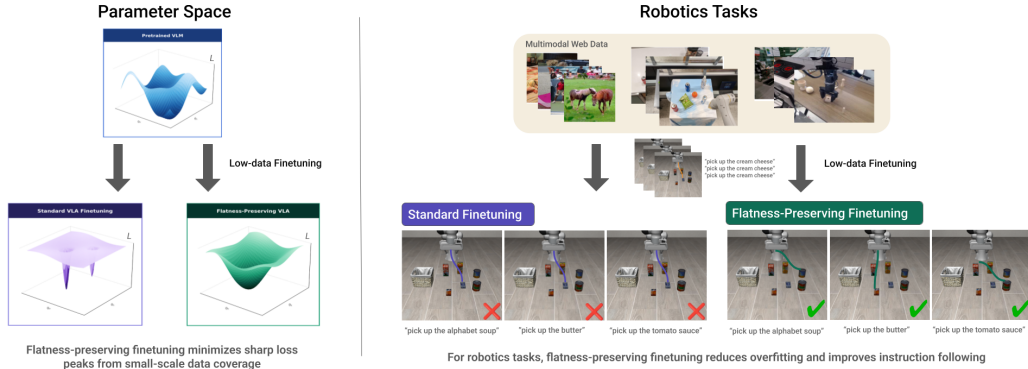 Parameter Space
Pretrained VLM
L
Low-data Finetuning
Standard VLA Finetuning
L
Flatness-Preserving VLA
L
Flatness-preserving finetuning minimizes sharp loss
peaks from small-scale data coverage
Robotics Tasks
Multimodal Web Data
"pick up the cream cheese"
"pick up the cream cheese"
"pick up the cream cheese"
Low-data Finetuning
Standard Finetuning
"pick up the alphabet soup"
"pick up the butter"
"pick up the tomato sauce"
Flatness-Preserving Finetuning
"pick up the alphabet soup"
"pick up the butter"
"pick up the tomato sauce"
For robotics tasks, flatness-preserving finetuning reduces overfitting and improves instruction following